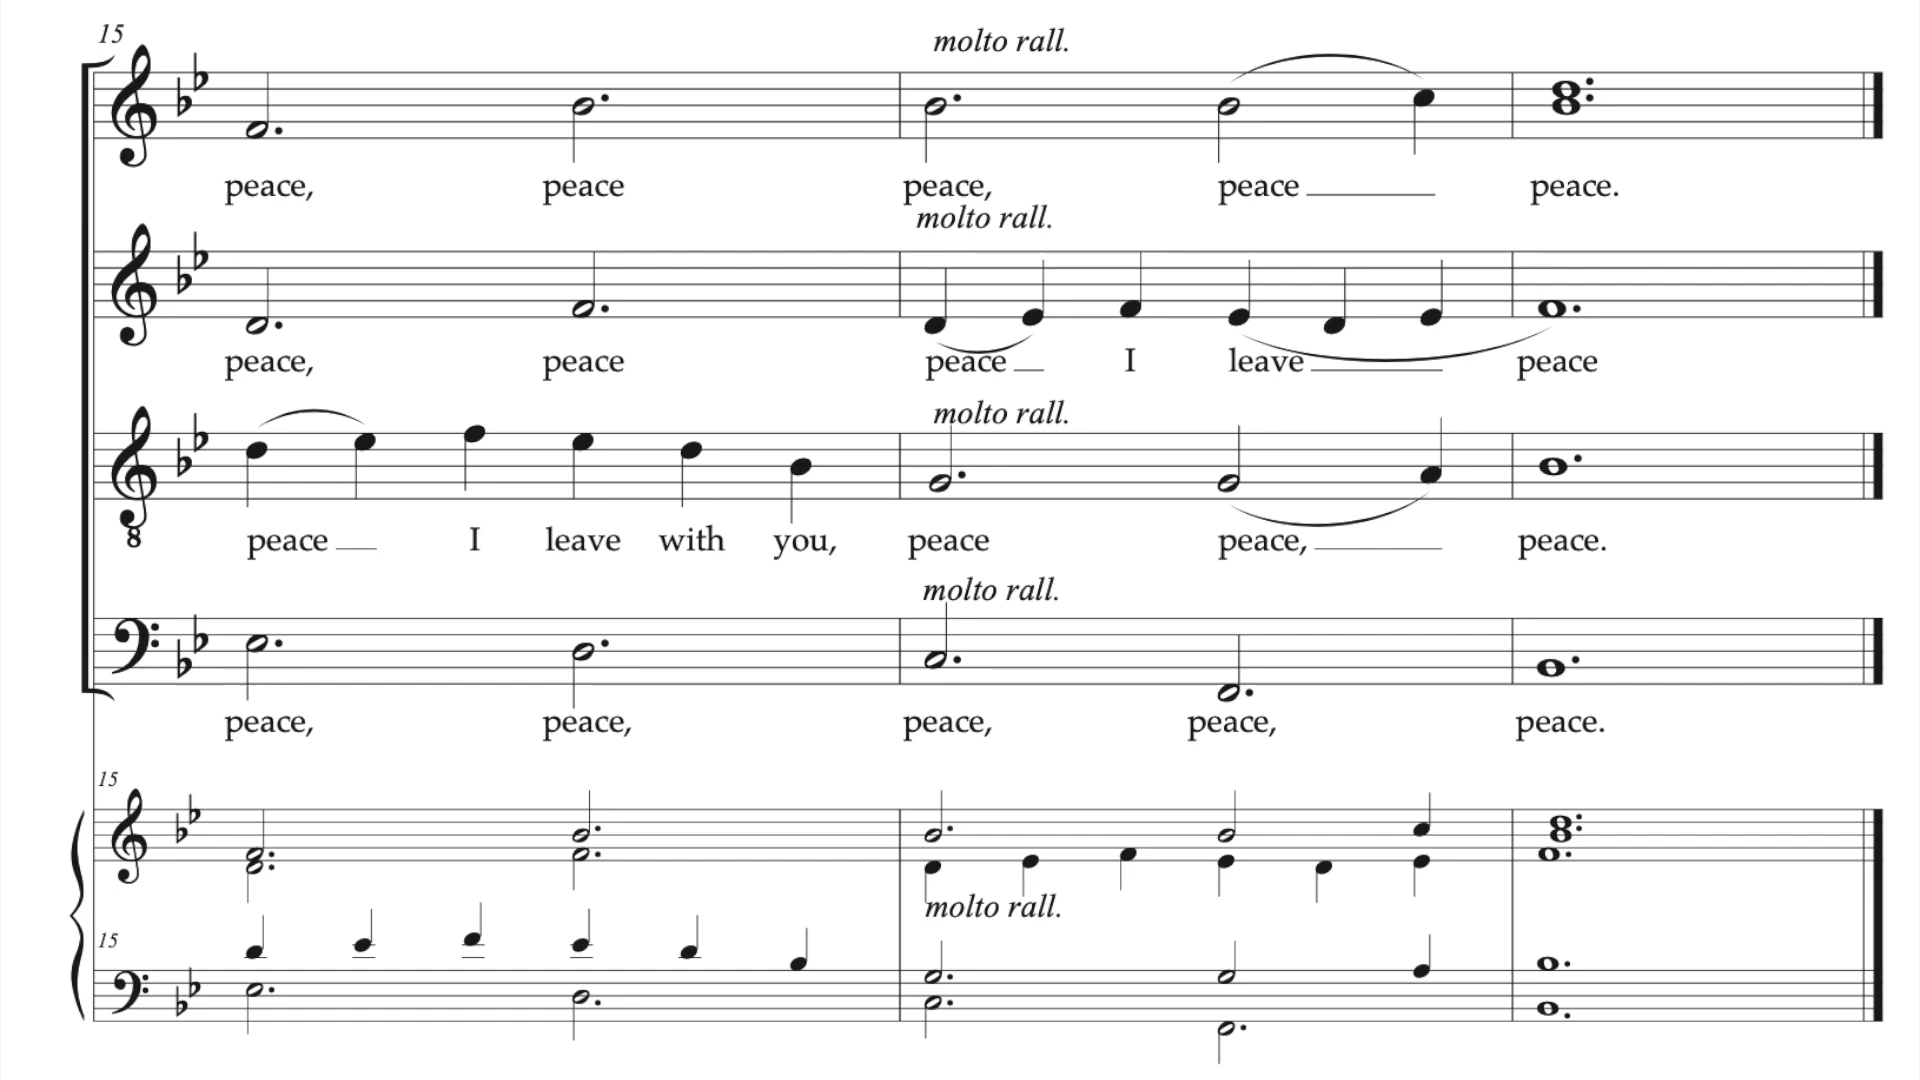 15
molto rall.
peace, peace peace, peace peace.
molto rall.
peace, peace peace I leave peace
molto rall.
8
peace I leave with you, peace peace, peace.
molto rall.
peace, peace, peace, peace, peace.
15
molto rall.
15